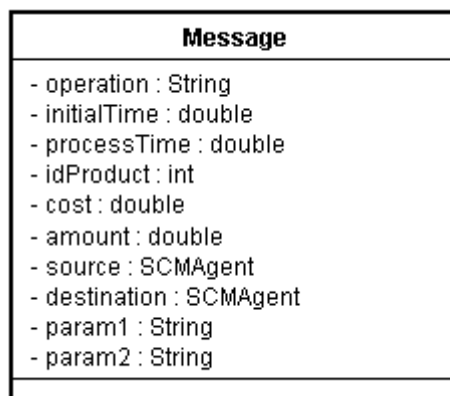 Message
- operation : String
- initialTime : double
- processTime : double
- idProduct : int
- cost : double
- amount : double
- source : SCMAgent
- destination : SCMAgent
- param1 : String
- param2 : String